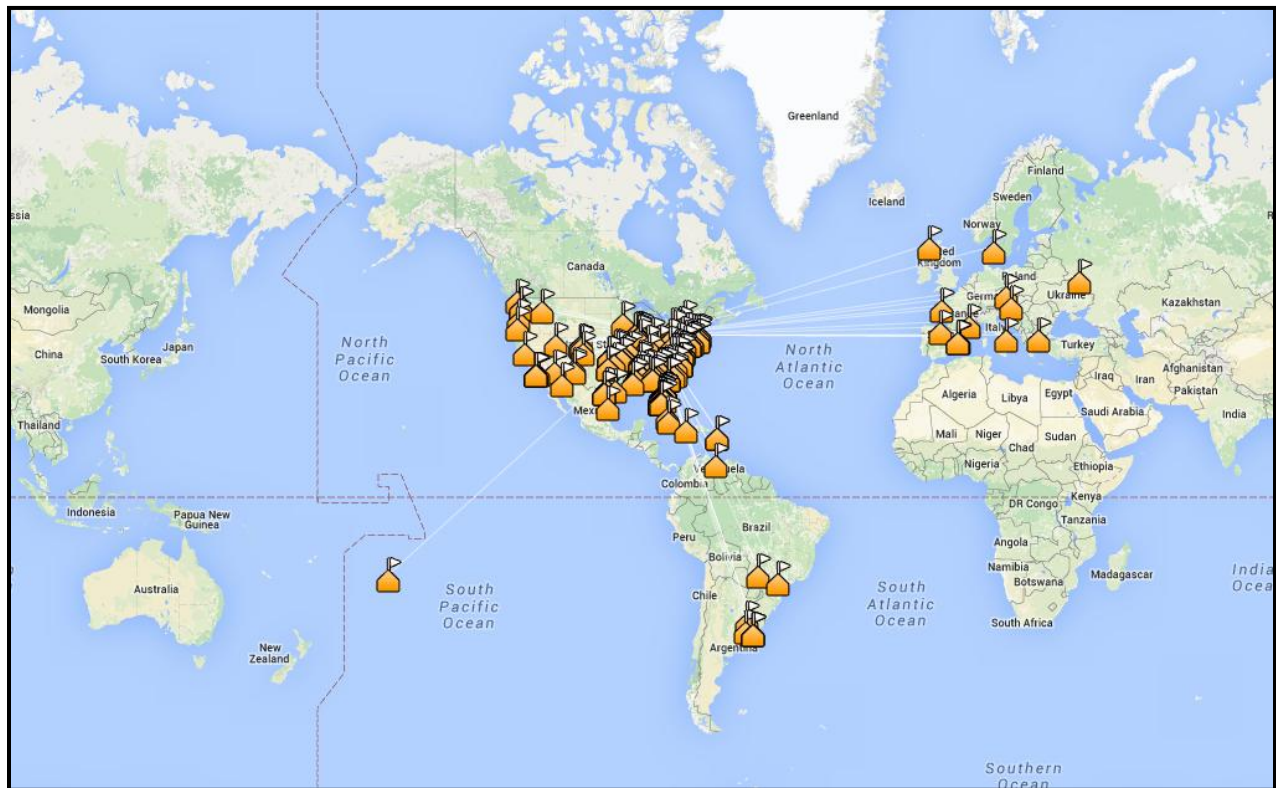 Greenland
Iceland
Finland
Sweden
Norway
Canada
Mongolia
Kazakhstan
Ukraine
China
Japan
South Korea
North
Pacific
Ocean
North
Atlantic
Ocean
Turkey
Afghanistan
Iraq
Iran
Pakistan
Algeria
Libya
Egypt
Saudi Arabia
India
Thailand
Mali
Niger
Sudan
Chad
Nigeria
Ethiopia
Colombia
Kenya
DR Congo
Tanzania
Indonesia
Papua New
Guinea
Peru
Brazil
Bolivia
Angola
Namibia
Botswana
Madagascar
Australia
Chile
South
Pacific
Ocean
South
Atlantic
Ocean
South Africa
New
Zealand
Argentina
Southern
Ocean